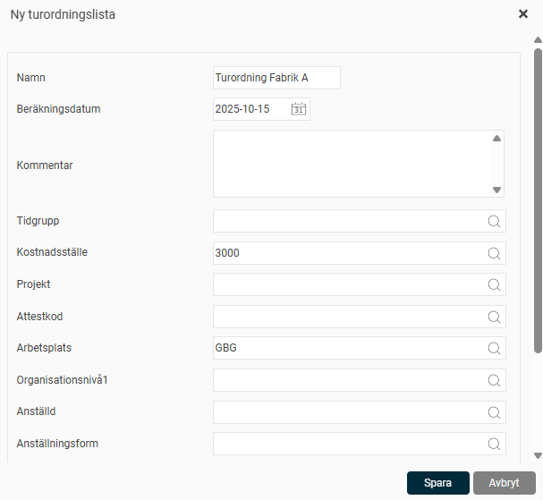 Ny turordningslista
Namn Turordning Fabrik A
Beräkningsdatum 2025-10-15 31
Kommentar
Tidgrupp
Kostnadsställe 3000
Projekt
Attestkod
Arbetsplats GBG
Organisationsnivå1
Anställd
Anställningsform
Spara Avbryt